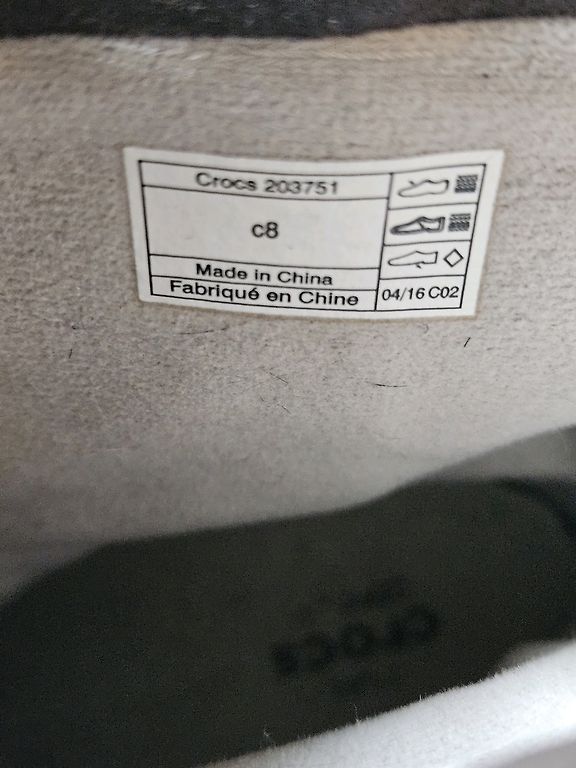 Crocs 203751
c8
Made in China
Fabriqué en Chine
04/16 C02
crocs